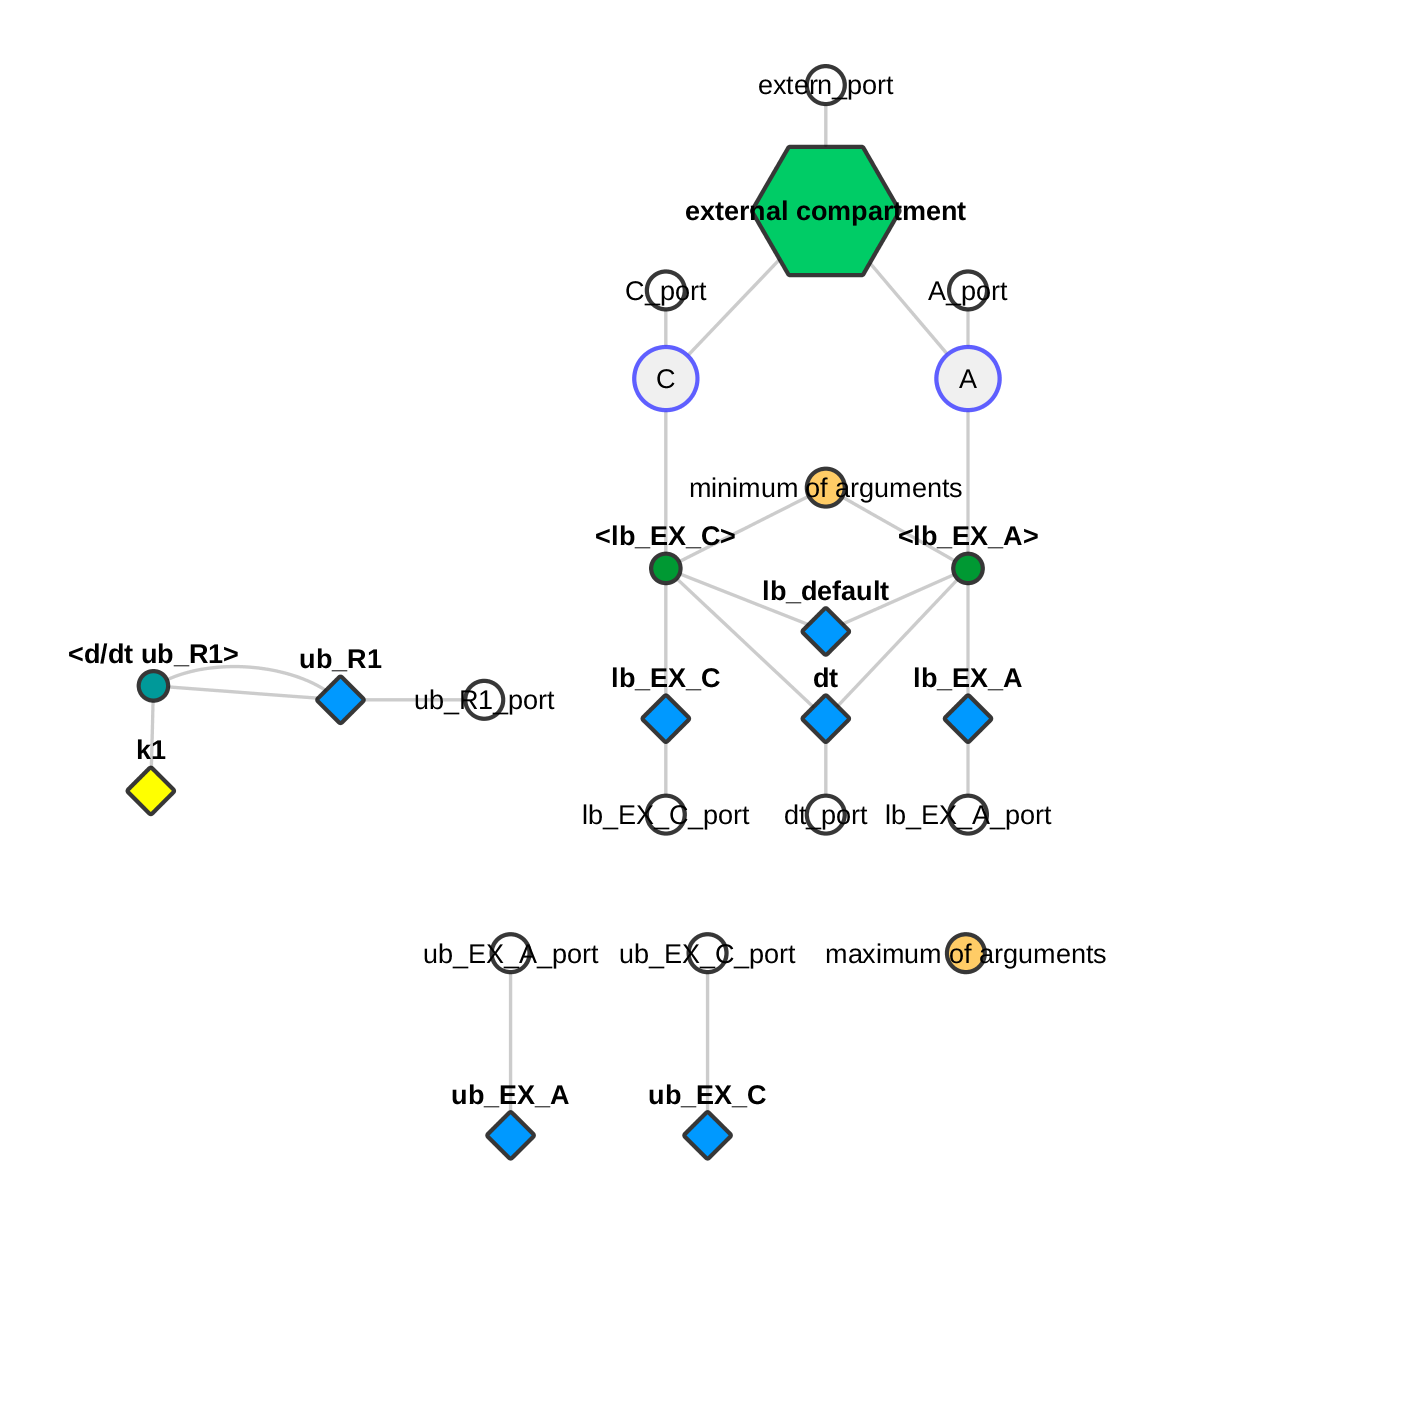 extern_port
external compartment
C_port
A_port
C
A
minimum of arguments
<lb_EX_C>
<lb_EX_A>
lb_default
<d/dt ub_R1>
ub_R1
lb_EX_C
dt
lb_EX_A
ub_R1_port
k1
lb_EX_C_port
dt_port
lb_EX_A_port
ub_EX_A_port
ub_EX_C_port
maximum of arguments
ub_EX_A
ub_EX_C